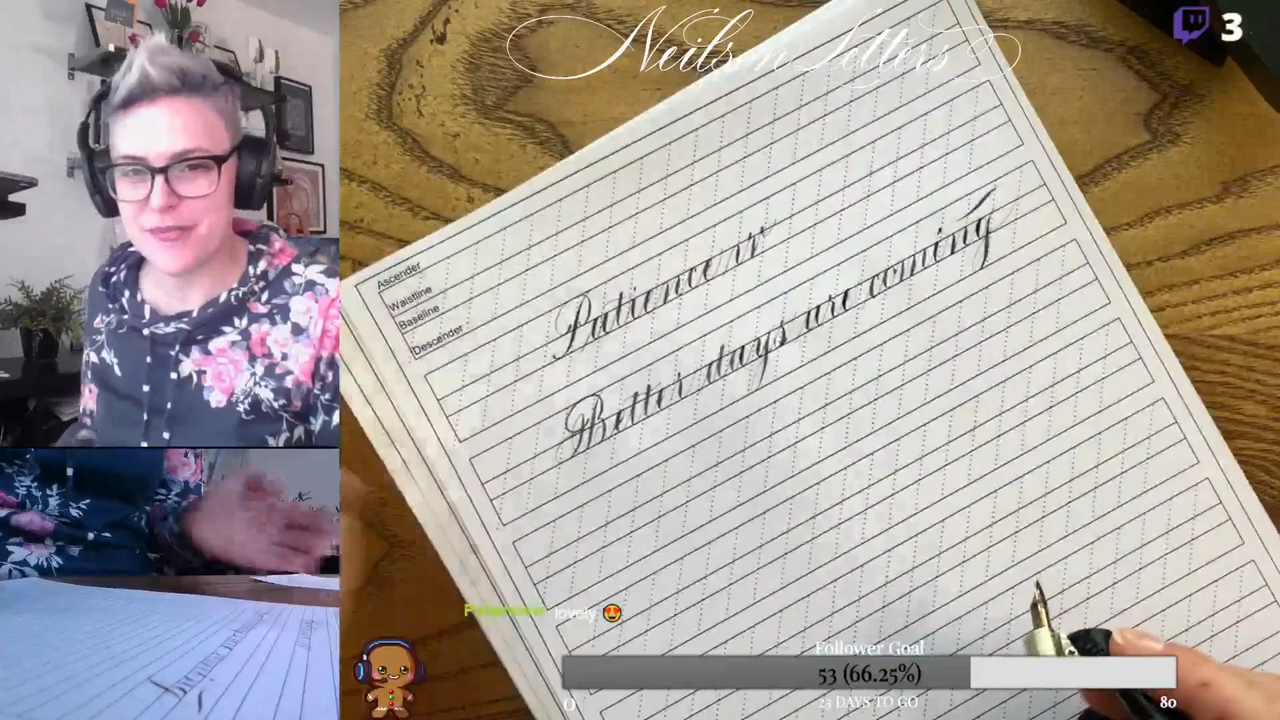 Neilson Letters
3
Ascender
Waistline
Baseline
Descender
Patience is
Better days are coming
lovely 😍
Follower Goal
53 (66.25%)
0
23 DAYS TO GO
80